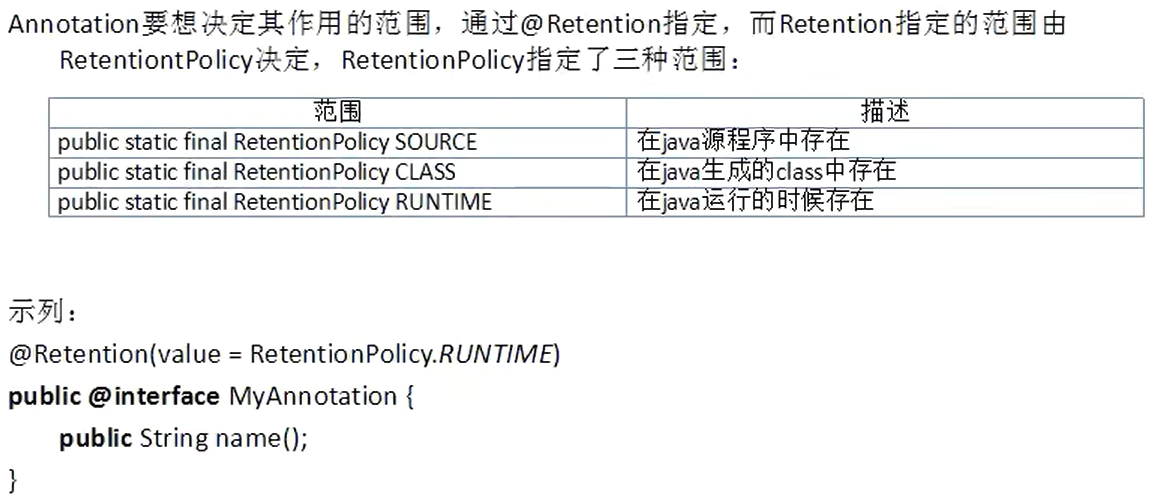 Annotation要想决定其作用的范围，通过@Retention指定，而Retention指定的范围由
RetentiontPolicy决定，RetentionPolicy指定了三种范围：
范围 描述
public static final RetentionPolicy SOURCE 在java源程序中存在
public static final RetentionPolicy CLASS 在java生成的class中存在
public static final RetentionPolicy RUNTIME 在java运行的时候存在
示列：
@Retention(value = RetentionPolicy.RUNTIME)
public @interface MyAnnotation {
public String name();
}